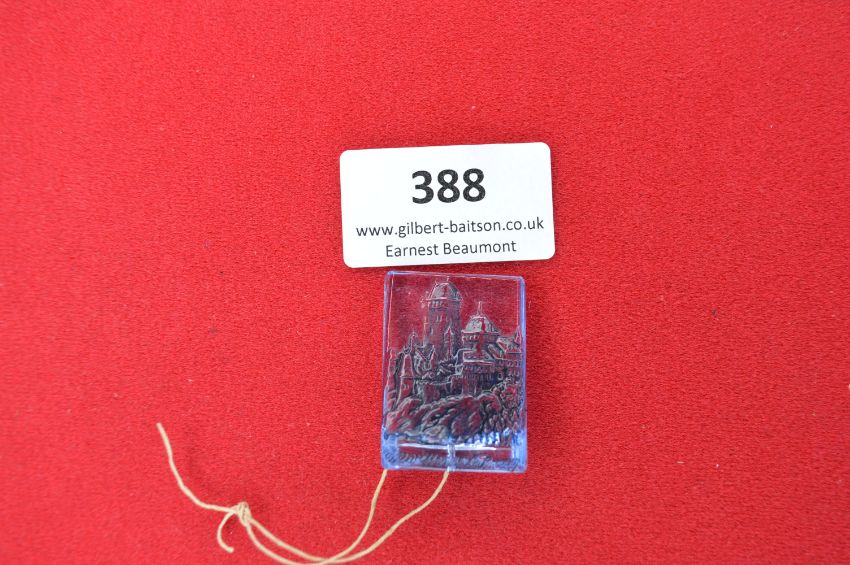 388
www.gilbert-baitson.co.uk
Earnest Beaumont